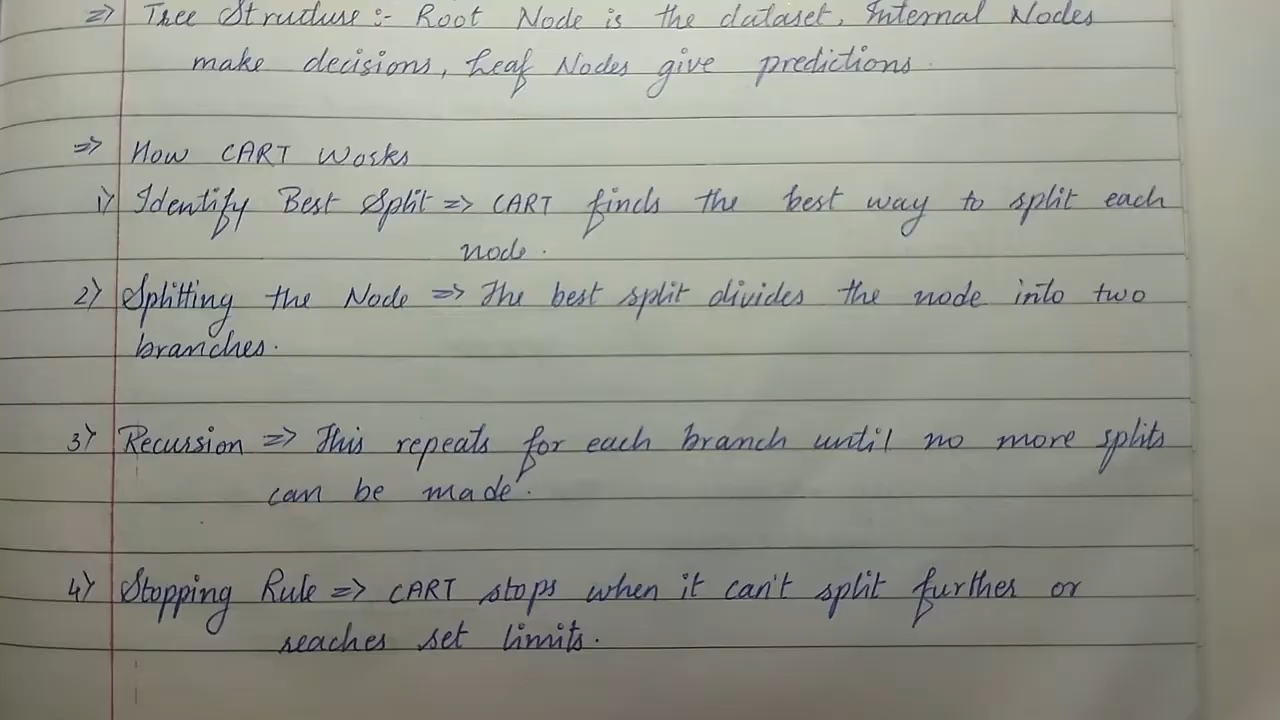 => Tree Structure :- Root Node is the dataset, Internal Nodes
make decisions, Leaf Nodes give predictions.
=> How CART Works
1) Identify Best Split => CART finds the best way to split each
node.
2) Splitting the Node => The best split divides the node into two
branches.
3) Recussion => This repeats for each branch until no more splits
can be made.
4) Stopping Rule => CART stops when it can't split further or
reaches set limits.